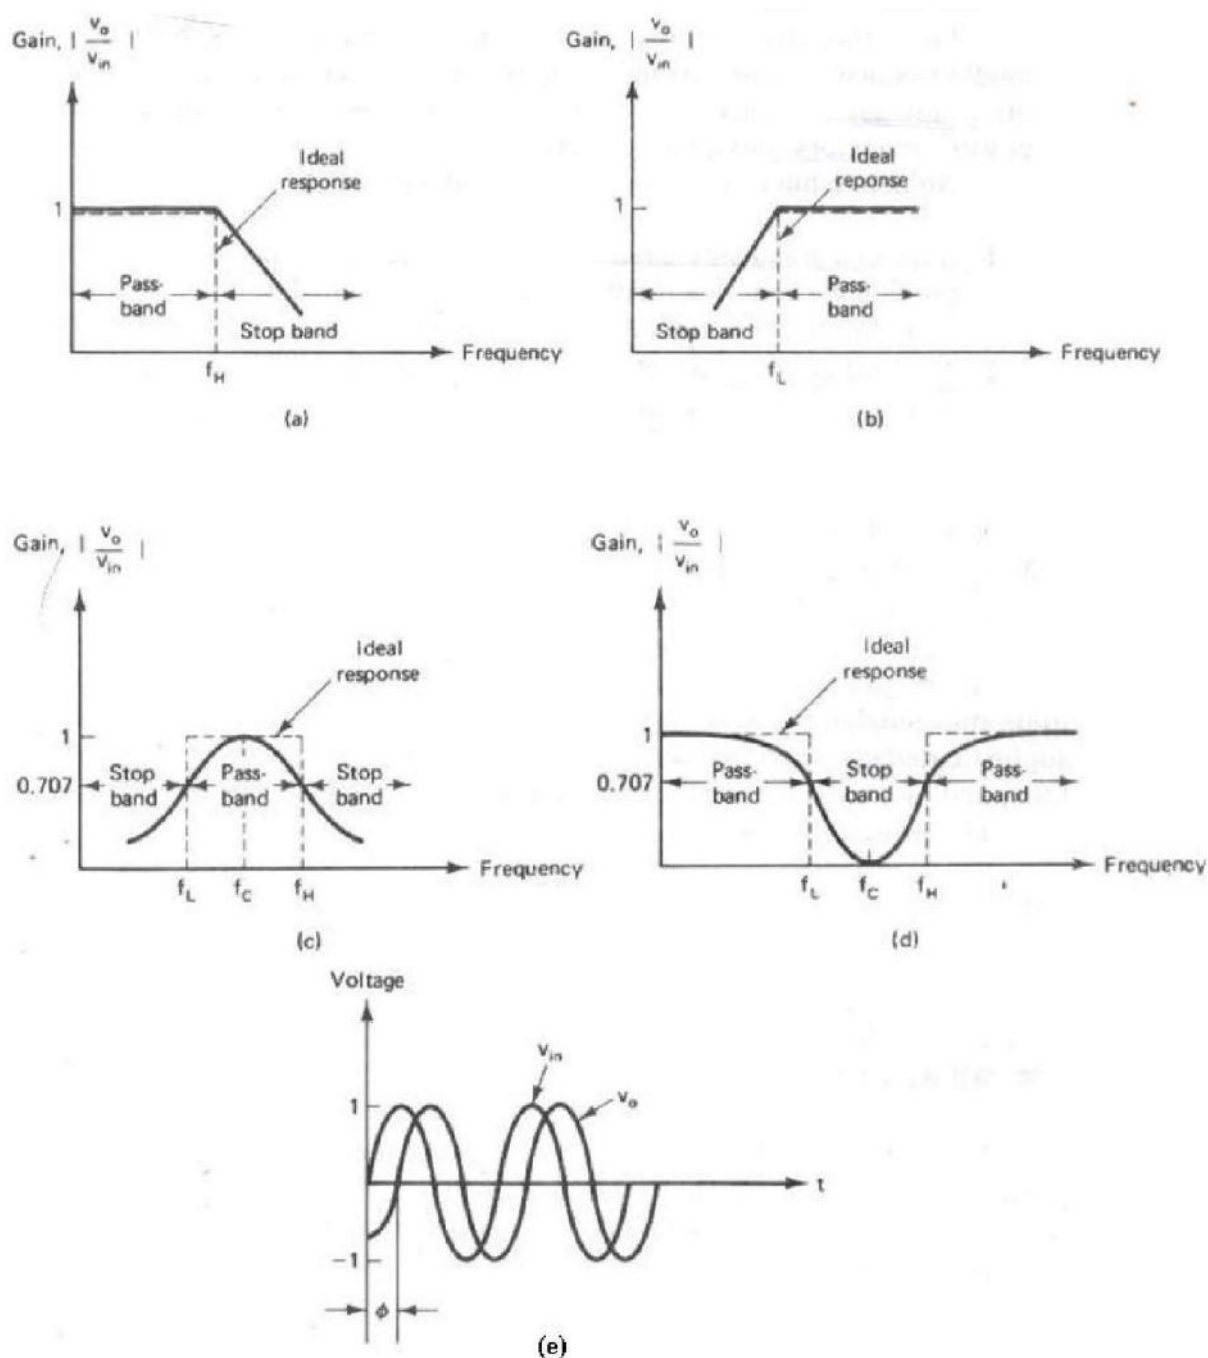 Gain, | v_o / v_in |
1
Ideal
response
Pass-
band
Stop band
Frequency
f_H
(a)
Gain, | v_o / v_in |
1
Ideal
reponse
Stop band
Pass-
band
Frequency
f_L
(b)
Gain, | v_o / v_in |
Ideal
response
1
0.707
Stop
band
Pass-
band
Stop
band
Frequency
f_L
f_C
f_H
(c)
Gain, | v_o / v_in |
Ideal
response
1
0.707
Pass-
band
Stop
band
Pass-
band
Frequency
f_L
f_C
f_H
(d)
Voltage
v_in
v_o
1
t
−1
ϕ
(e)